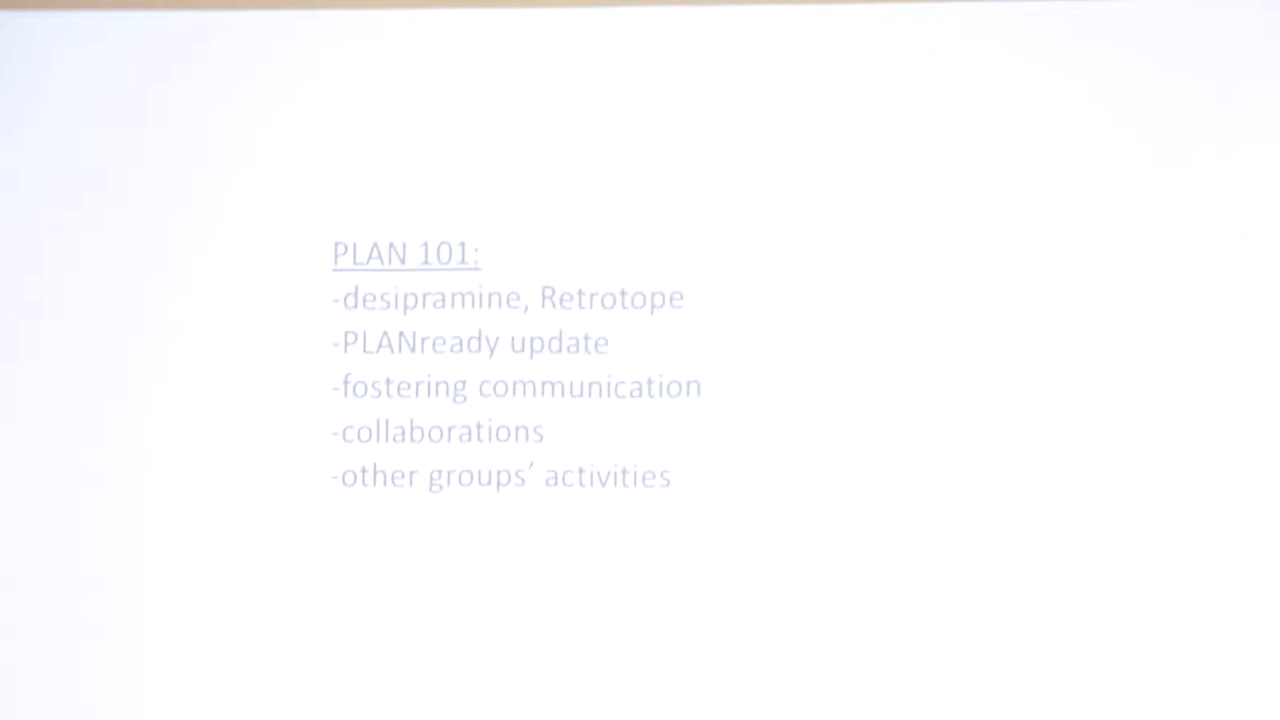 PLAN 101:
-desipramine, Retrotope
-PLANready update
-fostering communication
-collaborations
-other groups’ activities